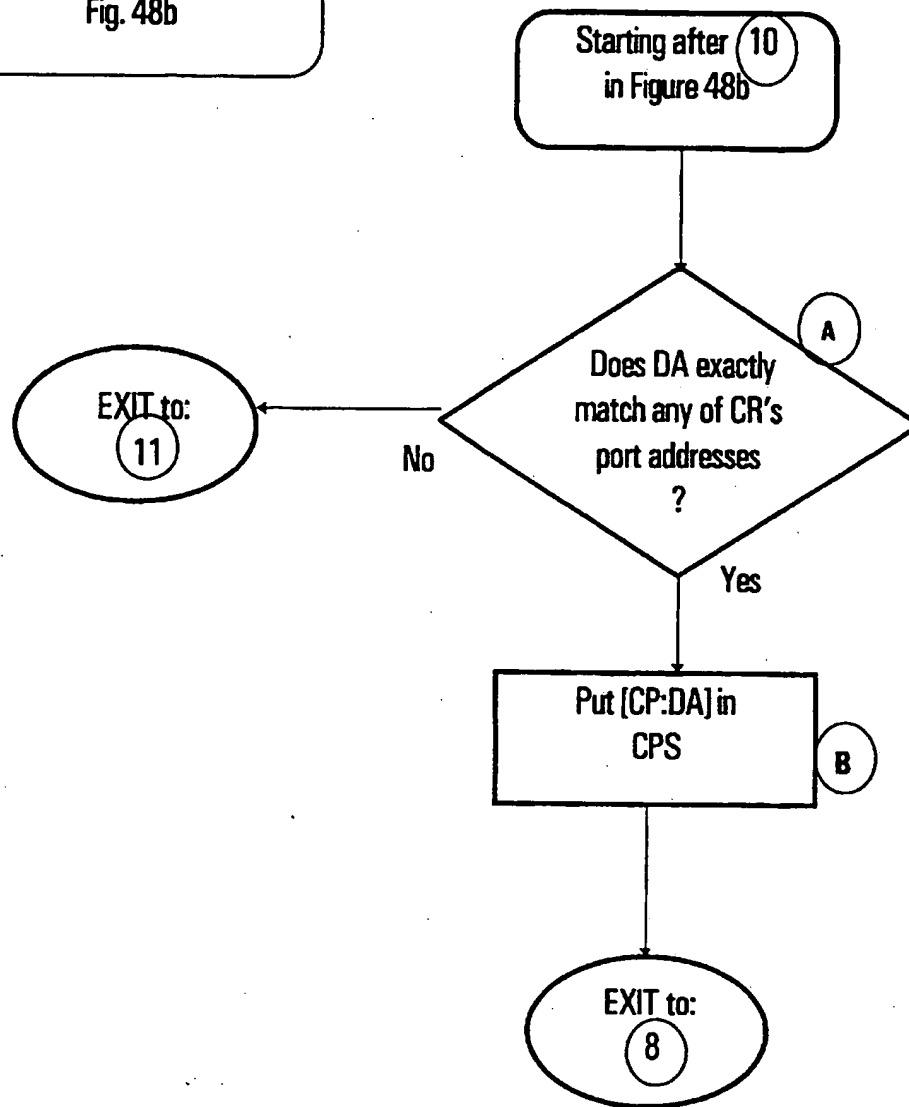 Fig. 48b
Starting after 10
in Figure 48b
A
Does DA exactly
match any of CR's
port addresses
?
EXIT to:
11
No
Yes
Put [CP:DA] in
CPS
B
EXIT to:
8